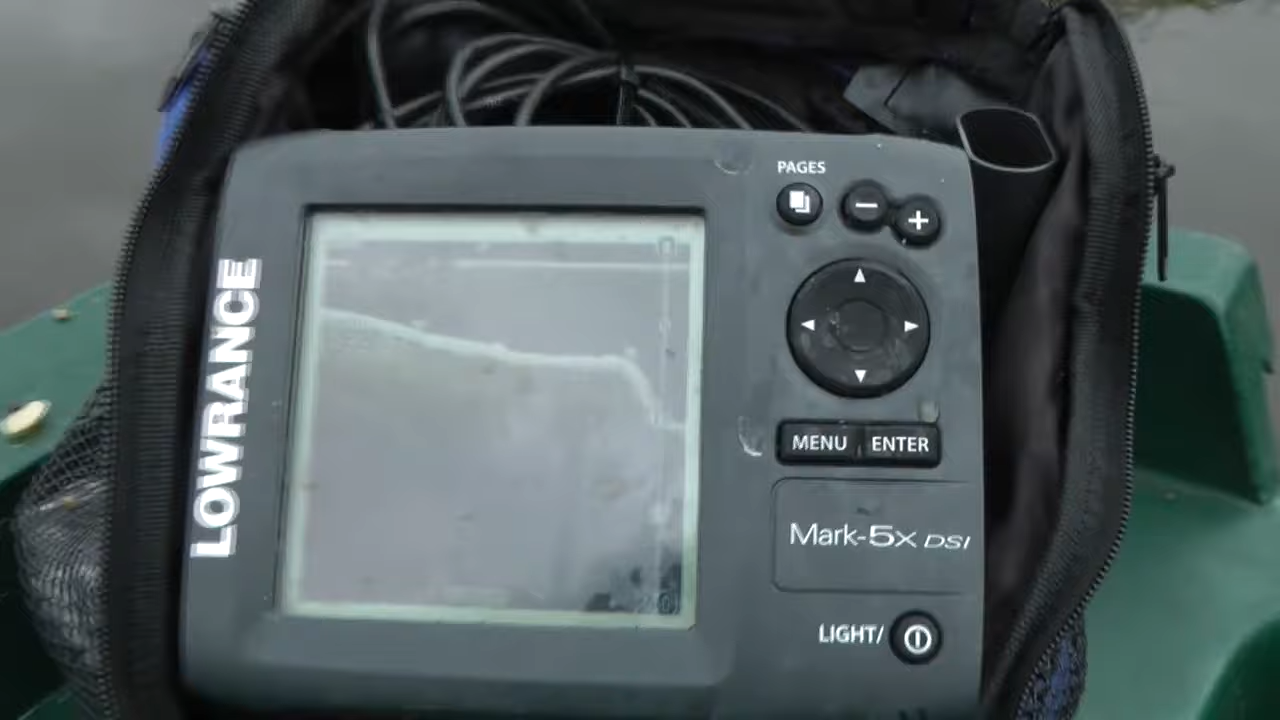 LOWRANCE
PAGES
MENU
ENTER
Mark-5x DSI
LIGHT/